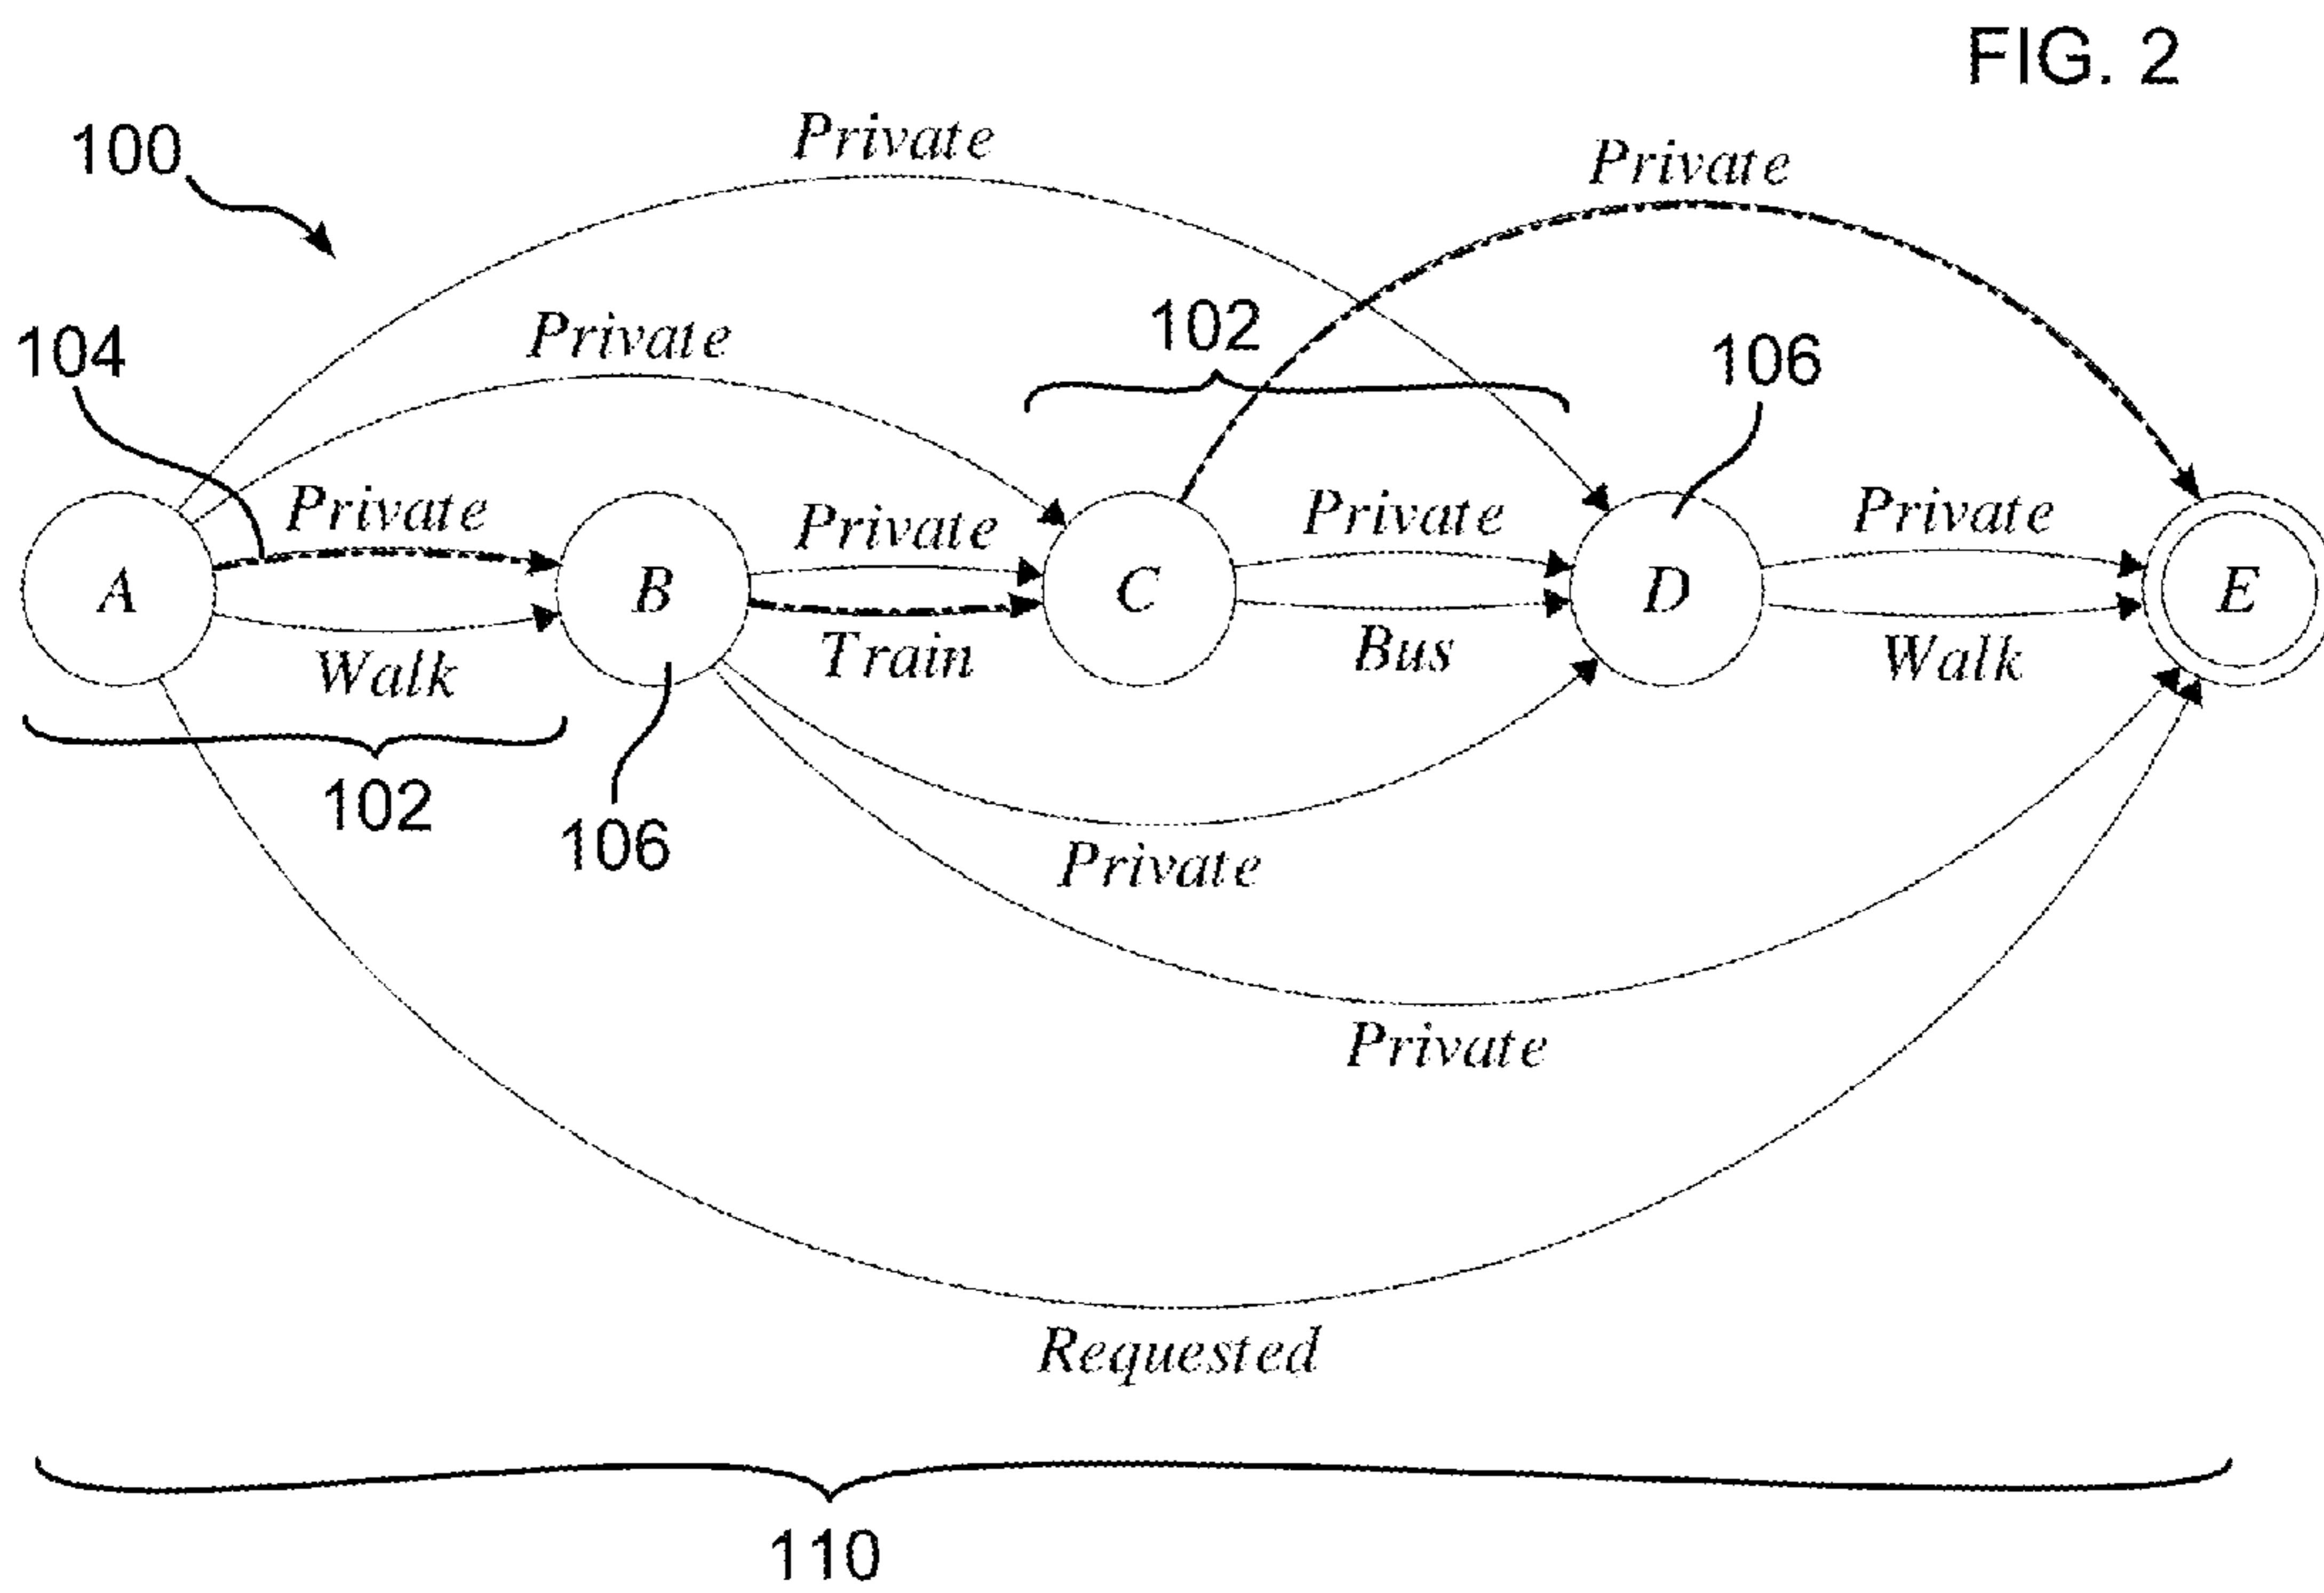 FIG. 2
100
Private
Private
104
Private
102
106
Private
Private
Private
Private
A
B
C
D
E
Walk
Train
Bus
Walk
102
106
Private
Private
Requested
110